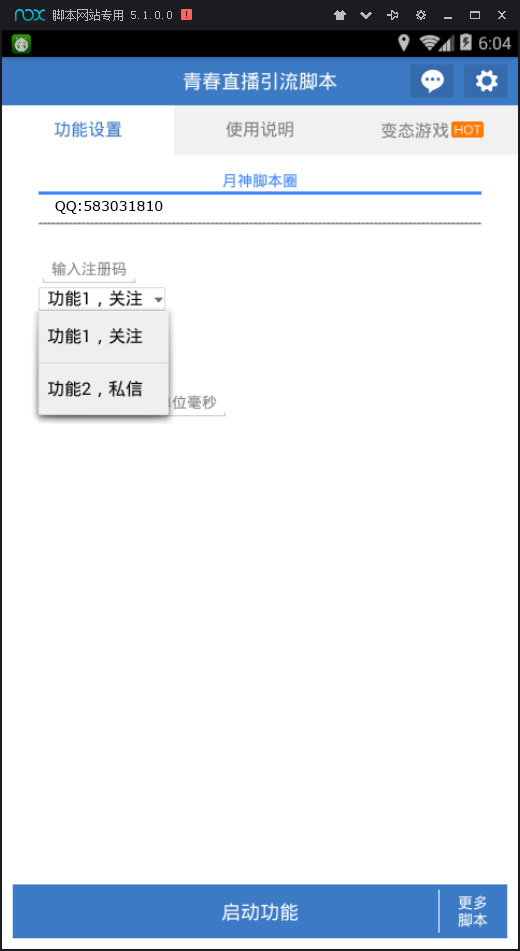 nox 脚本网站专用 5.1.0.0
6:04
青春直播引流脚本
功能设置 使用说明 变态游戏 HOT
月神脚本圈
QQ:583031810
输入注册码
功能1，关注
功能1，关注
功能2，私信
位毫秒
启动功能
更多
脚本